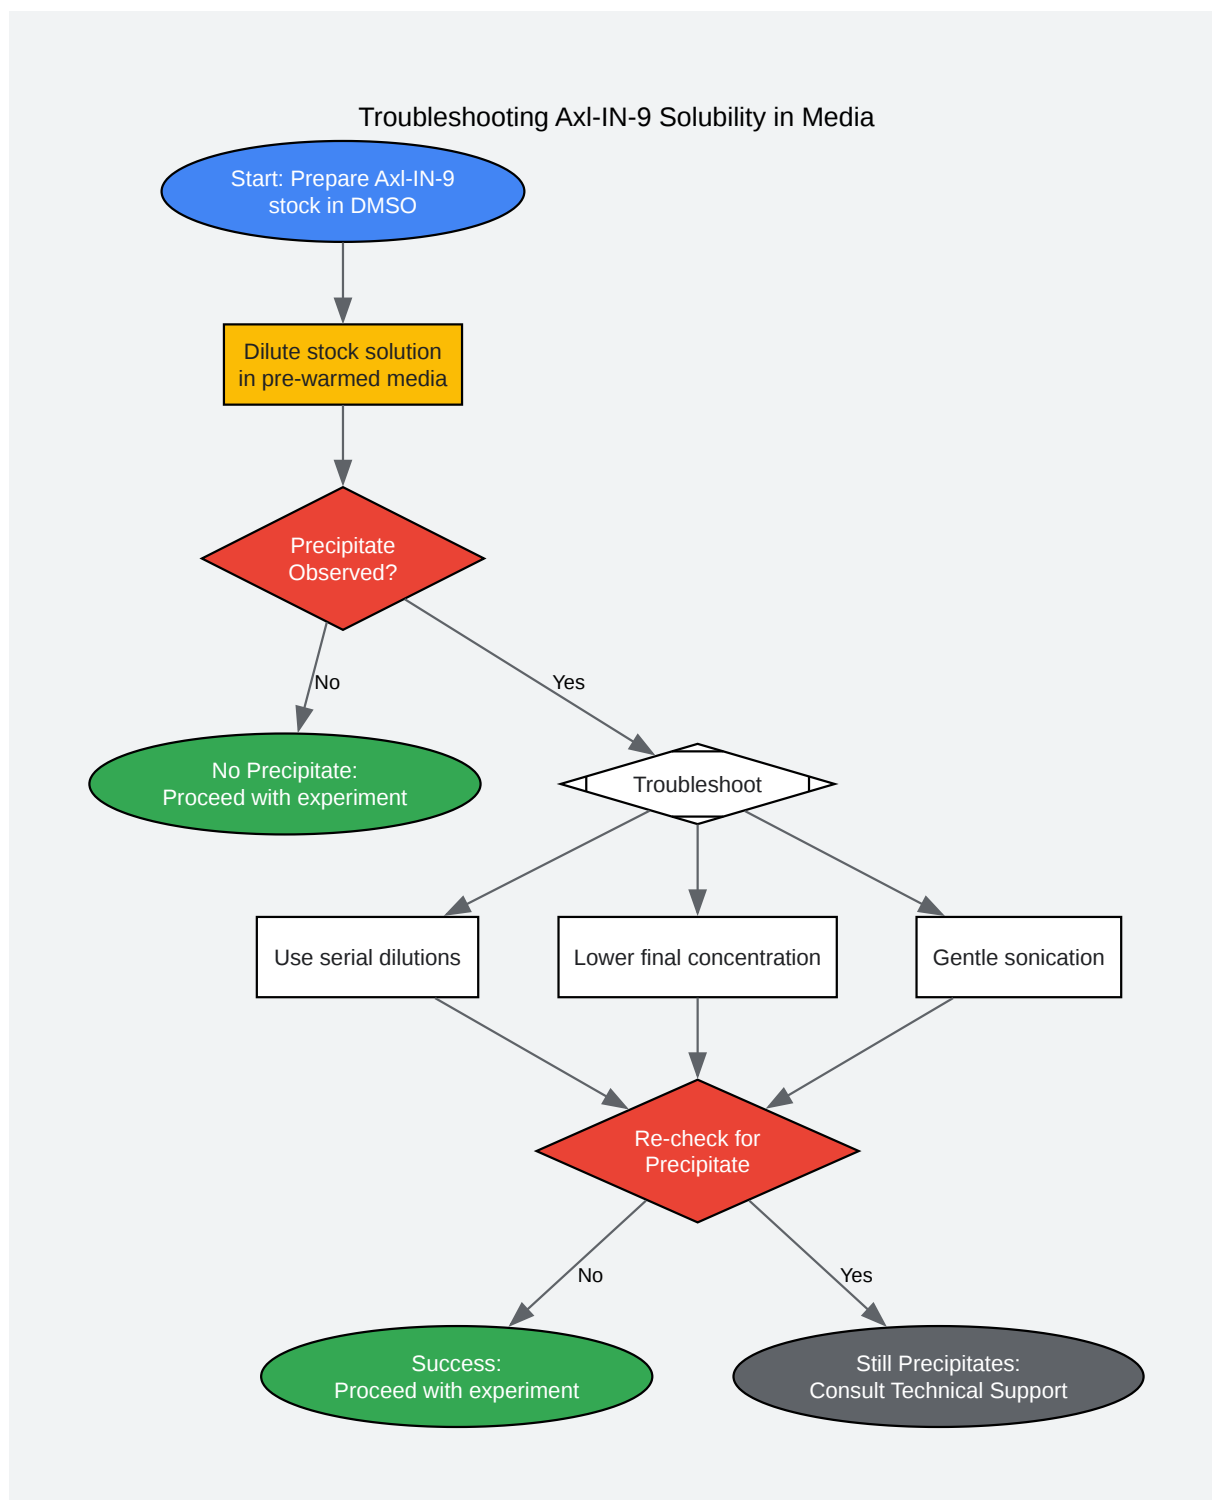 Troubleshooting Axl-IN-9 Solubility in Media
Start: Prepare Axl-IN-9
stock in DMSO
Dilute stock solution
in pre-warmed media
Precipitate
Observed?
No
Yes
No Precipitate:
Proceed with experiment
Troubleshoot
Use serial dilutions
Lower final concentration
Gentle sonication
Re-check for
Precipitate
No
Yes
Success:
Proceed with experiment
Still Precipitates:
Consult Technical Support